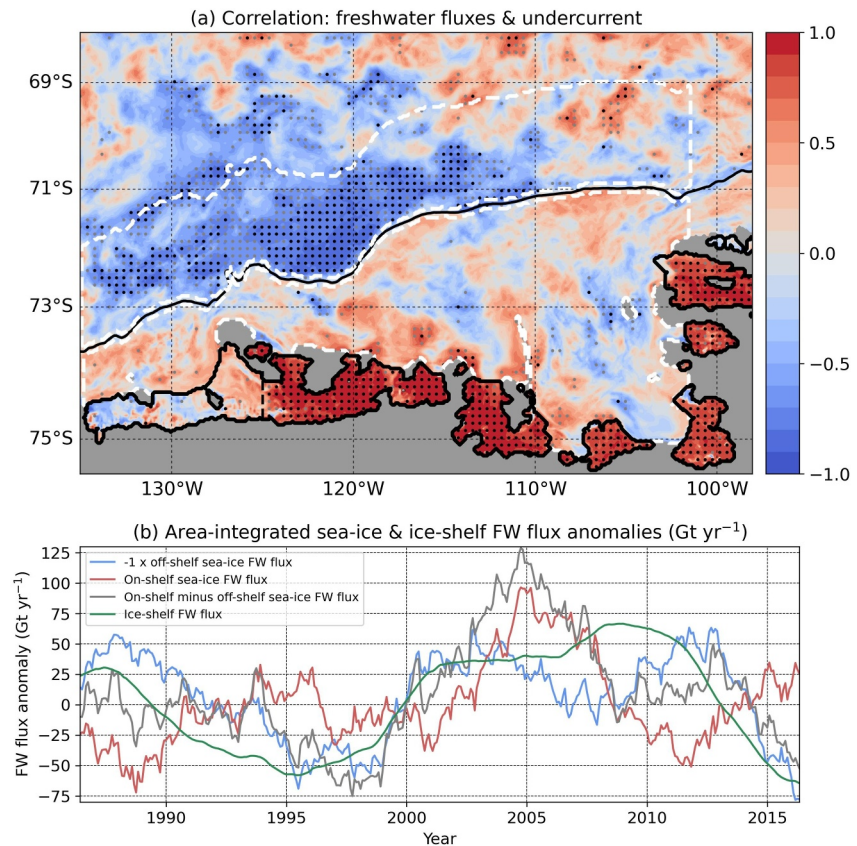 (a) Correlation: freshwater fluxes & undercurrent
1.0
69°S
0.5
71°S
0.0
73°S
−0.5
75°S
−1.0
130°W 120°W 110°W 100°W
(b) Area-integrated sea-ice & ice-shelf FW flux anomalies (Gt yr⁻¹)
FW flux anomaly (Gt yr⁻¹)
125
100
75
50
25
0
−25
−50
−75
-1 x off-shelf sea-ice FW flux
On-shelf sea-ice FW flux
On-shelf minus off-shelf sea-ice FW flux
Ice-shelf FW flux
1990 1995 2000 2005 2010 2015
Year